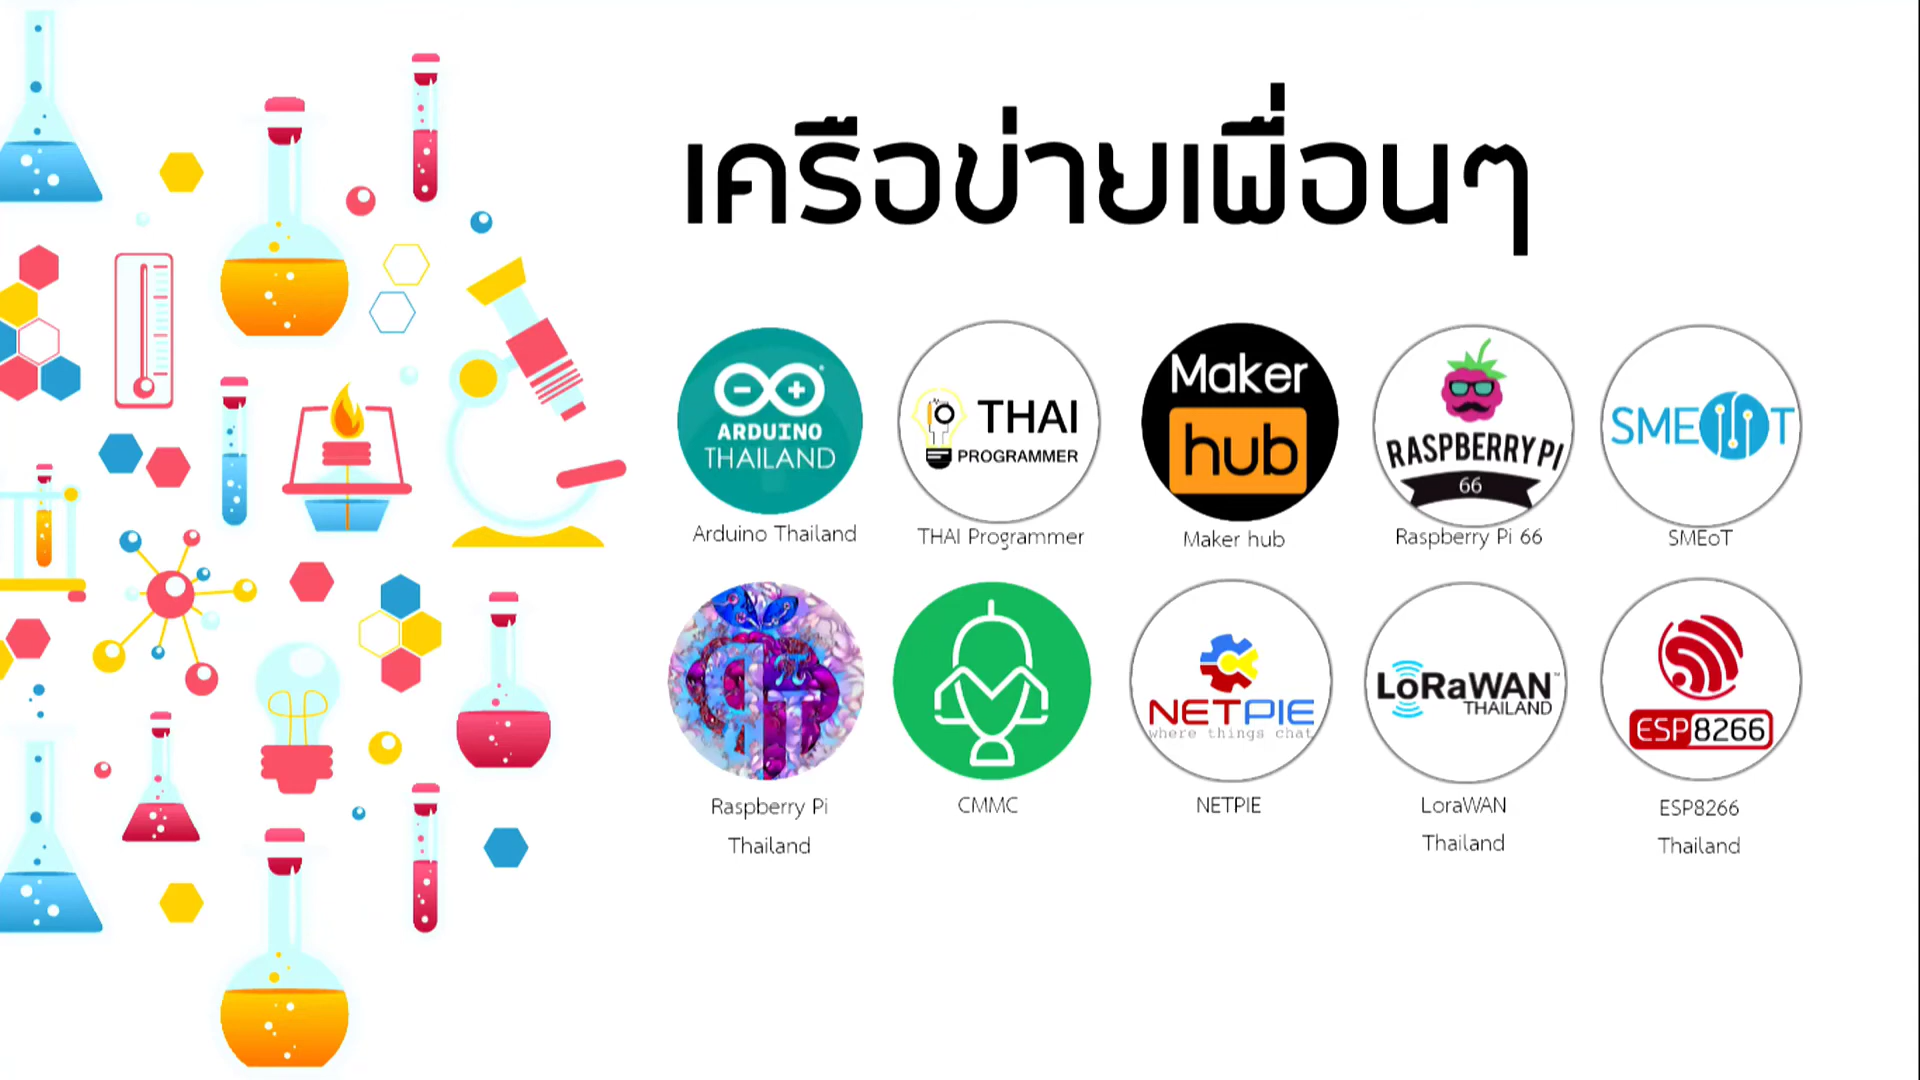 เครือข่ายเพื่อนๆ
ARDUINO
THAILAND
Arduino Thailand
THAI
PROGRAMMER
THAI Programmer
Maker
hub
Maker hub
RASPBERRY PI
66
Raspberry Pi 66
SMEIoT
SMEoT
Raspberry Pi
Thailand
CMMC
NETPIE
where things chat
NETPIE
LoRaWAN™
THAILAND
LoraWAN
Thailand
ESP8266
ESP8266
Thailand